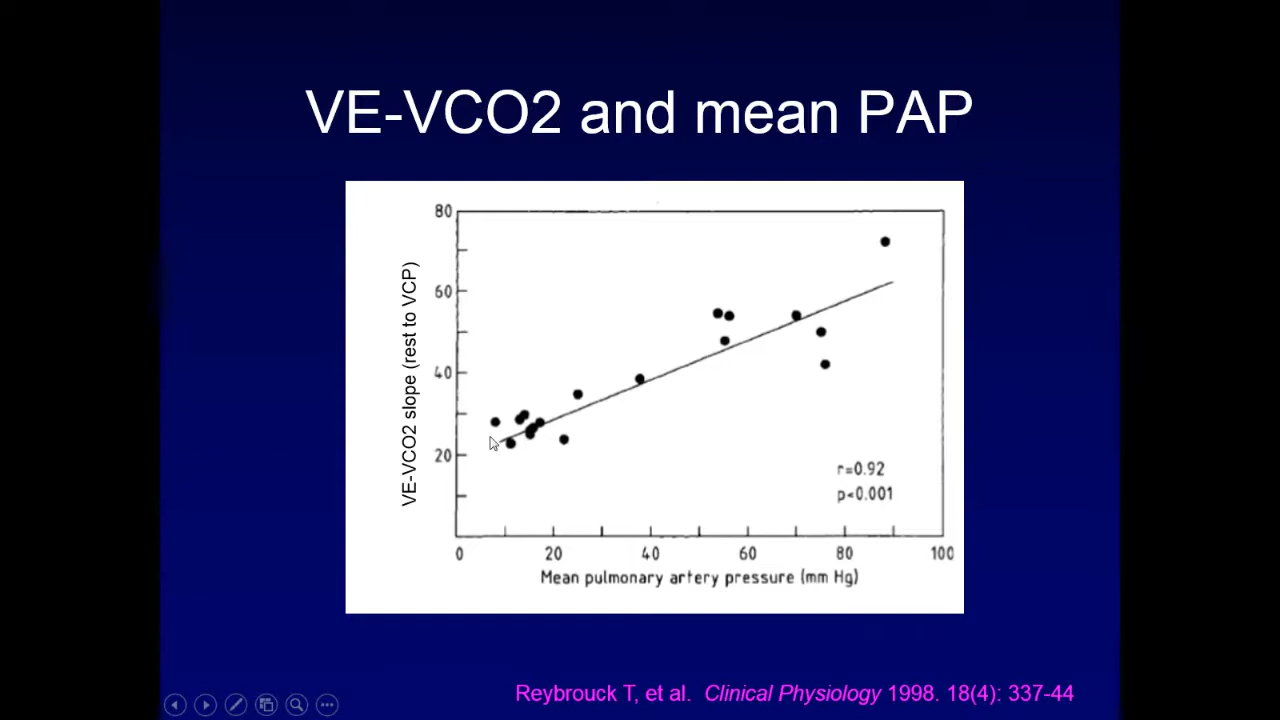 VE-VCO2 and mean PAP
80
60
40
20
VE-VCO2 slope (rest to VCP)
r=0.92
p<0.001
0 20 40 60 80 100
Mean pulmonary artery pressure (mm Hg)
Reybrouck T, et al. Clinical Physiology 1998. 18(4): 337-44